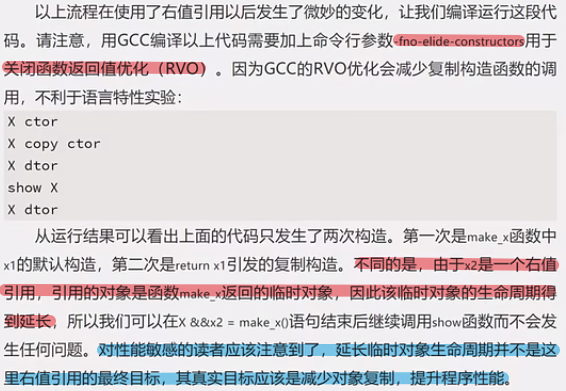 以上流程在使用了右值引用以后发生了微妙的变化，让我们编译运行这段代
码。请注意，用GCC编译以上代码需要加上命令行参数-fno-elide-constructors用于
关闭函数返回值优化（RVO）。因为GCC的RVO优化会减少复制构造函数的调
用，不利于语言特性实验：
X ctor
X copy ctor
X dtor
show X
X dtor
从运行结果可以看出上面的代码只发生了两次构造。第一次是make_x函数中
x1的默认构造，第二次是return x1引发的复制构造。不同的是，由于x2是一个右值
引用，引用的对象是函数make_x返回的临时对象，因此该临时对象的生命周期得
到延长，所以我们可以在X &&x2 = make_x()语句结束后继续调用show函数而不会发
生任何问题。对性能敏感的读者应该注意到了，延长临时对象生命周期并不是这
里右值引用的最终目标，其真实目标应该是减少对象复制，提升程序性能。